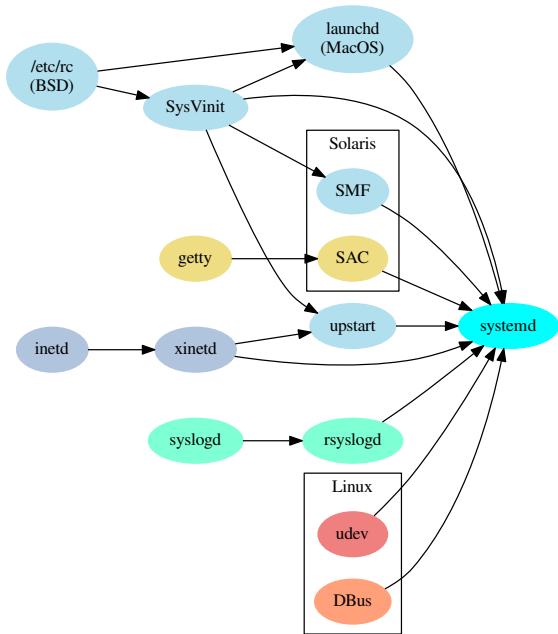 launchd
(MacOS)
/etc/rc
(BSD)
SysVinit
Solaris
SMF
getty
SAC
upstart
systemd
inetd
xinetd
syslogd
rsyslogd
Linux
udev
DBus